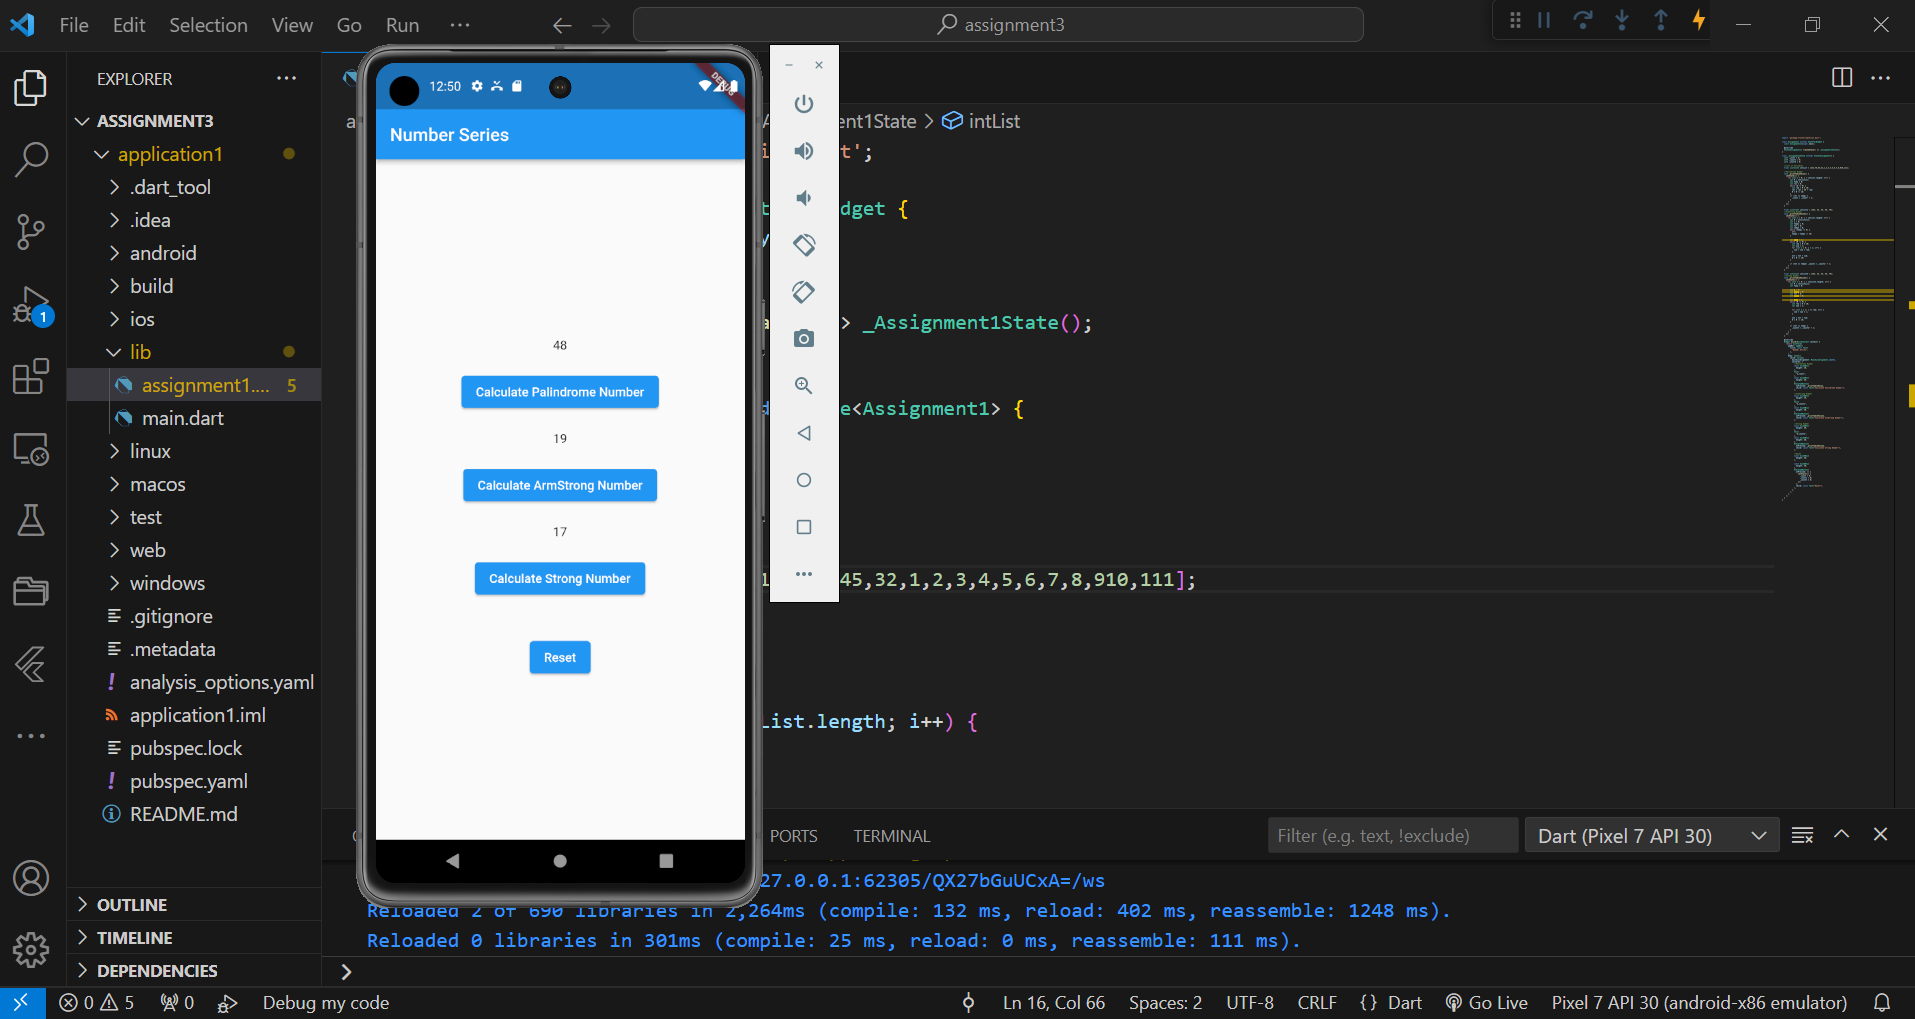 File Edit Selection View Go Run ···
assignment3
EXPLORER ···
ASSIGNMENT3
application1
.dart_tool
.idea
android
build
ios
lib
assignment1.... 5
main.dart
linux
macos
test
web
windows
.gitignore
.metadata
analysis_options.yaml
application1.iml
pubspec.lock
pubspec.yaml
README.md
OUTLINE
TIMELINE
DEPENDENCIES
1
12:50
DEBUG
Number Series
48
Calculate Palindrome Number
19
Calculate ArmStrong Number
17
Calculate Strong Number
Reset
ent1State > intList
t';
dget {
> _Assignment1State();
e<Assignment1> {
45,32,1,2,3,4,5,6,7,8,910,111];
List.length; i++) {
PORTS TERMINAL
Filter (e.g. text, !exclude)
Dart (Pixel 7 API 30)
27.0.0.1:62305/QX27bGuUCxA=/ws
Reloaded 2 of 690 libraries in 2,264ms (compile: 132 ms, reload: 402 ms, reassemble: 1248 ms).
Reloaded 0 libraries in 301ms (compile: 25 ms, reload: 0 ms, reassemble: 111 ms).
>
0 5 0 Debug my code Ln 16, Col 66 Spaces: 2 UTF-8 CRLF {} Dart Go Live Pixel 7 API 30 (android-x86 emulator)